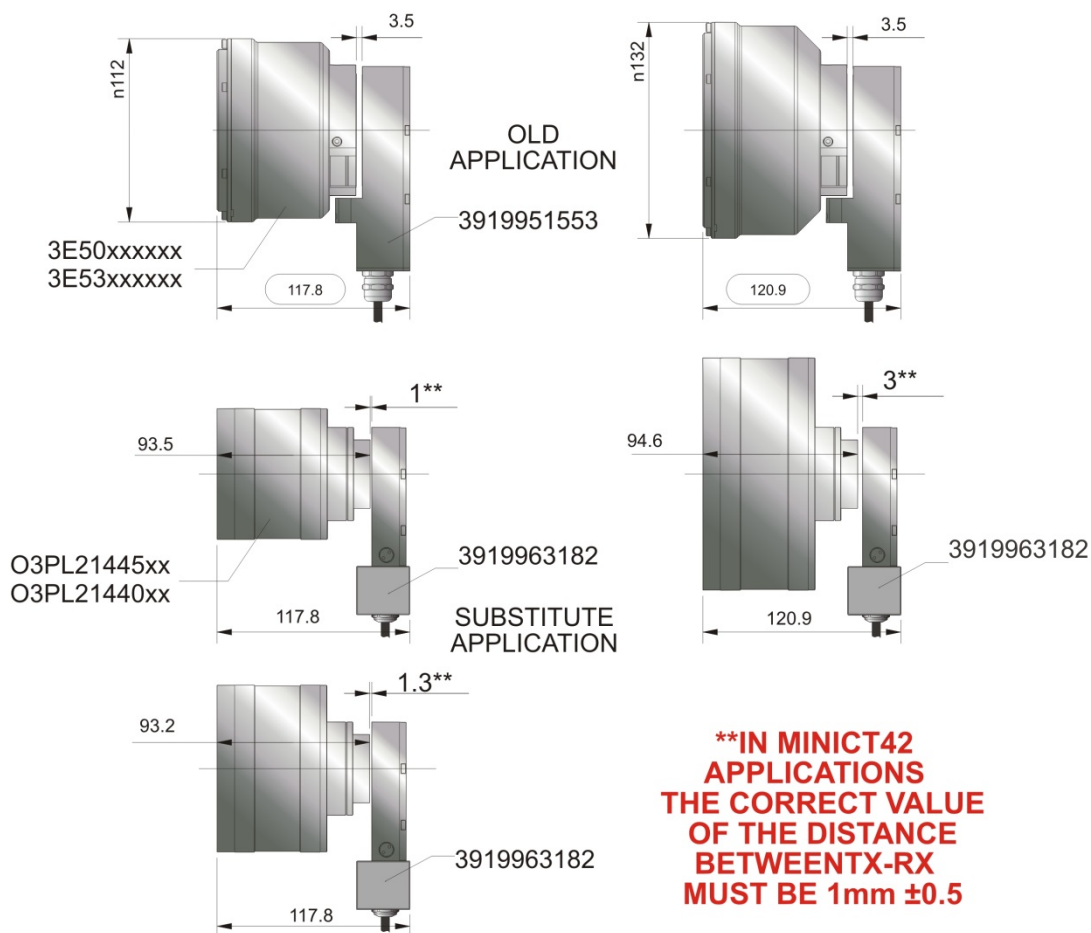 3.5
n112
OLD
APPLICATION
3919951553
3E50xxxxxx
3E53xxxxxx
117.8
3.5
n132
120.9
1**
93.5
O3PL21445xx
O3PL21440xx
3919963182
117.8
SUBSTITUTE
APPLICATION
3**
94.6
3919963182
120.9
1.3**
93.2
3919963182
117.8
**IN MINICT42
APPLICATIONS
THE CORRECT VALUE
OF THE DISTANCE
BETWEENTX-RX
MUST BE 1mm ±0.5